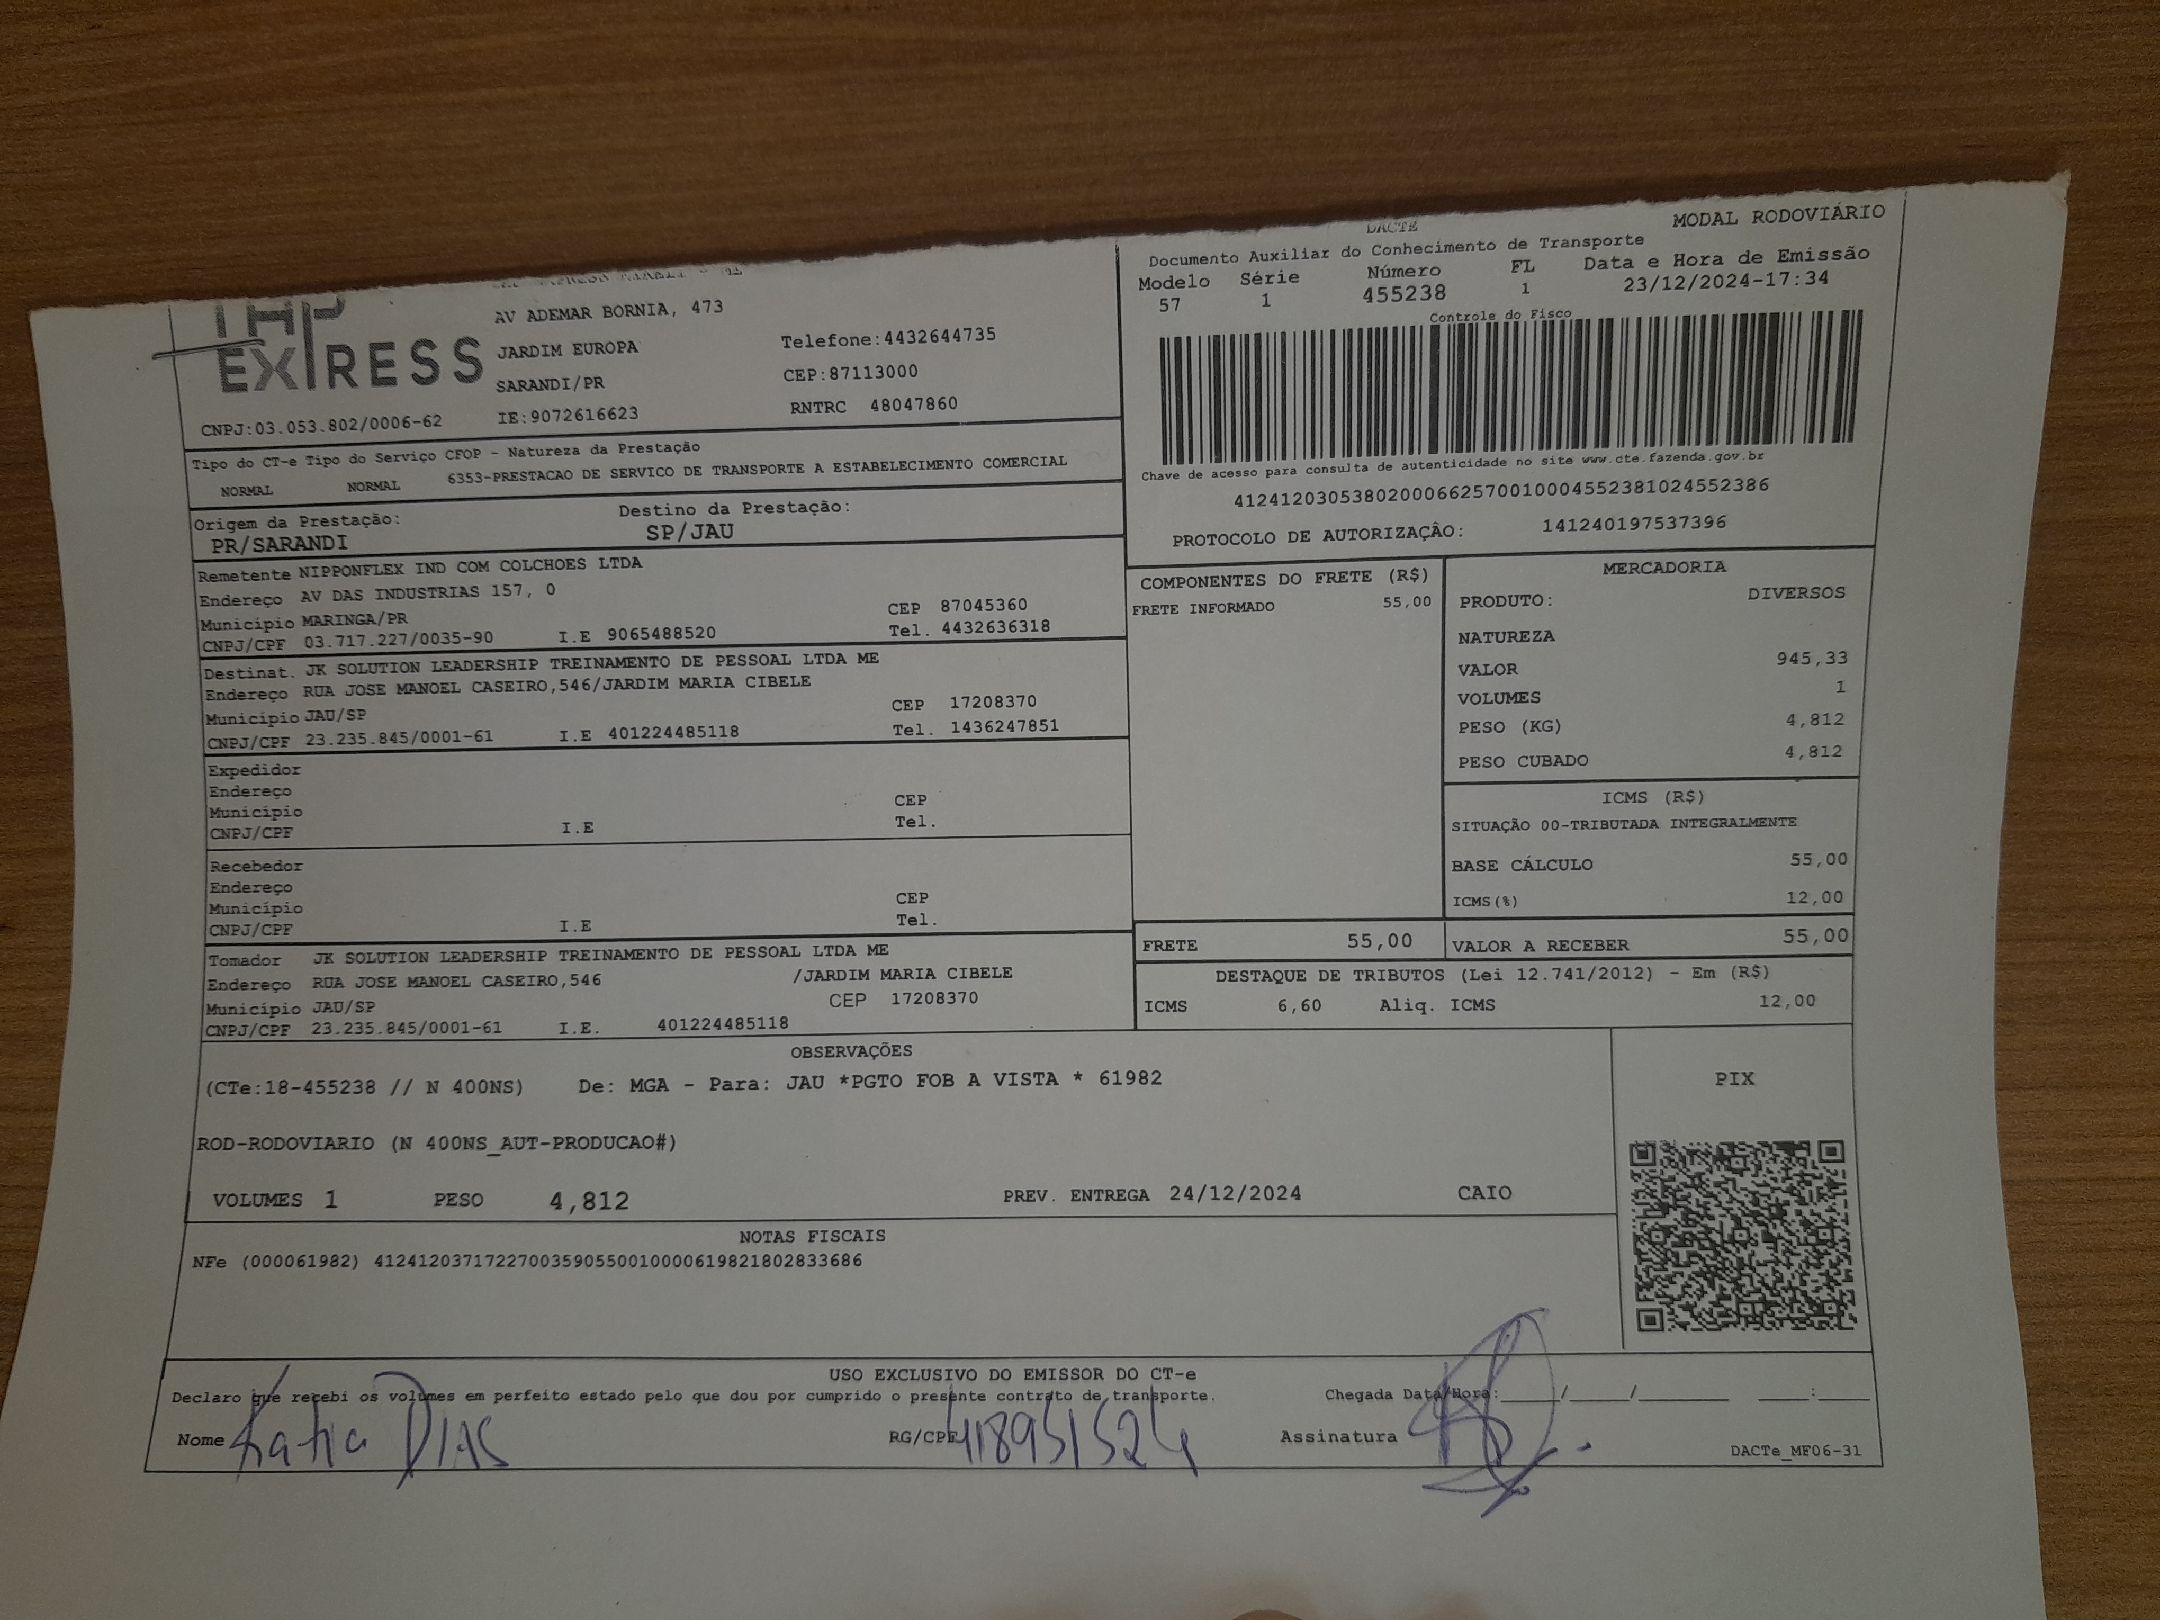 EXPRESS
AV ADEMAR BORNIA, 473
JARDIM EUROPA
SARANDI/PR
IE:9072616623
Telefone:4432644735
CEP:87113000
RNTRC 48047860
CNPJ:03.053.802/0006-62
DACTE
MODAL RODOVIÁRIO
Documento Auxiliar do Conhecimento de Transporte
Modelo Série Número FL Data e Hora de Emissão
57 1 455238 1 23/12/2024-17:34
Controle do Fisco
Chave de acesso para consulta de autenticidade no site www.cte.fazenda.gov.br
41241203053802000662570010004552381024552386
PROTOCOLO DE AUTORIZAÇÂO: 141240197537396
Tipo do CT-e Tipo do Serviço CFOP - Natureza da Prestação
NORMAL NORMAL 6353-PRESTACAO DE SERVICO DE TRANSPORTE A ESTABELECIMENTO COMERCIAL
Origem da Prestação: Destino da Prestação:
PR/SARANDI SP/JAU
Remetente NIPPONFLEX IND COM COLCHOES LTDA
Endereço AV DAS INDUSTRIAS 157, 0
Município MARINGA/PR CEP 87045360
CNPJ/CPF 03.717.227/0035-90 I.E 9065488520 Tel. 4432636318
Destinat. JK SOLUTION LEADERSHIP TREINAMENTO DE PESSOAL LTDA ME
Endereço RUA JOSE MANOEL CASEIRO,546/JARDIM MARIA CIBELE
Município JAU/SP CEP 17208370
CNPJ/CPF 23.235.845/0001-61 I.E 401224485118 Tel. 1436247851
Expedidor
Endereço
Município CEP
CNPJ/CPF I.E Tel.
Recebedor
Endereço
Município CEP
CNPJ/CPF I.E Tel.
Tomador JK SOLUTION LEADERSHIP TREINAMENTO DE PESSOAL LTDA ME
Endereço RUA JOSE MANOEL CASEIRO,546 /JARDIM MARIA CIBELE
Município JAU/SP CEP 17208370
CNPJ/CPF 23.235.845/0001-61 I.E. 401224485118
COMPONENTES DO FRETE (R$)
FRETE INFORMADO 55,00
MERCADORIA
PRODUTO: DIVERSOS
NATUREZA
VALOR 945,33
VOLUMES 1
PESO (KG) 4,812
PESO CUBADO 4,812
ICMS (R$)
SITUAÇÃO 00-TRIBUTADA INTEGRALMENTE
BASE CÁLCULO 55,00
ICMS(%) 12,00
FRETE 55,00 VALOR A RECEBER 55,00
DESTAQUE DE TRIBUTOS (Lei 12.741/2012) - Em (R$)
ICMS 6,60 Aliq. ICMS 12,00
OBSERVAÇÕES
(CTe:18-455238 // N 400NS) De: MGA - Para: JAU *PGTO FOB A VISTA * 61982
ROD-RODOVIARIO (N 400NS_AUT-PRODUCAO#)
VOLUMES 1 PESO 4,812 PREV. ENTREGA 24/12/2024 CAIO
PIX
NOTAS FISCAIS
NFe (000061982) 41241203717227003590550010000619821802833686
USO EXCLUSIVO DO EMISSOR DO CT-e
Declaro que recebi os volumes em perfeito estado pelo que dou por cumprido o presente contrato de transporte. Chegada Data/Hora:____/____/______ ___:___
Nome Katia DIAS RG/CPF 418951524 Assinatura
DACTe_MF06-31